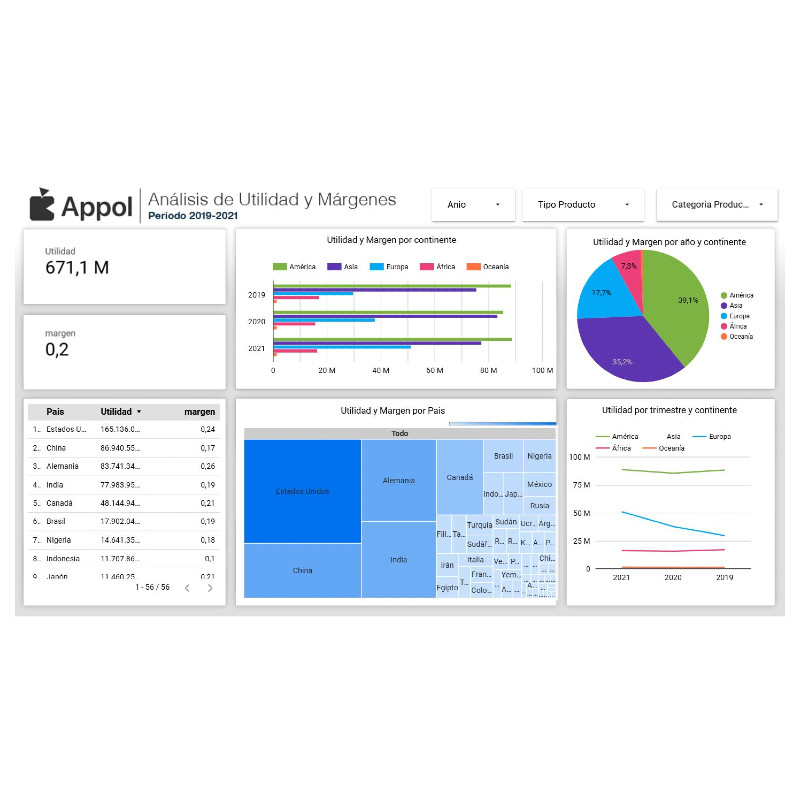 Appol
Análisis de Utilidad y Márgenes
Periodo 2019-2021
Anio
Tipo Producto
Categoria Produc...
Utilidad
671,1 M
margen
0,2
Utilidad y Margen por continente
América Asia Europa África Oceanía
2019
2020
2021
0 20 M 40 M 60 M 80 M 100 M
Utilidad y Margen por año y continente
7,3%
17,7%
39,1%
35,2%
América
Asia
Europa
África
Oceanía
Pais Utilidad margen
1.. Estados U... 165.136.0... 0,24
2.. China 86.940.55... 0,17
3.. Alemania 83.741.34... 0,26
4.. India 77.983.95... 0,19
5.. Canadá 48.144.94... 0,21
6.. Brasil 17.902.04... 0,19
7.. Nigeria 14.641.35... 0,18
8.. Indonesia 11.707.86... 0,1
9.. Japón 11.460.25... 0,21
1 - 56 / 56
Utilidad y Margen por Pais
Todo
Estados Unidos
China
Alemania
India
Canadá
Brasil
Nigeria
Indo... Jap...
México
Rusia
Fili... Ta...
Turquía
Sudán Ucr... Arg...
Sudáf... R... R... K... A... P...
Irán
Italia
Ve... P...
Chi...
Egipto
T...
Fran...
Yem...
Colo...
A...
A...
Utilidad por trimestre y continente
América Asia Europa
África Oceanía
100 M
75 M
50 M
25 M
0
2021 2020 2019